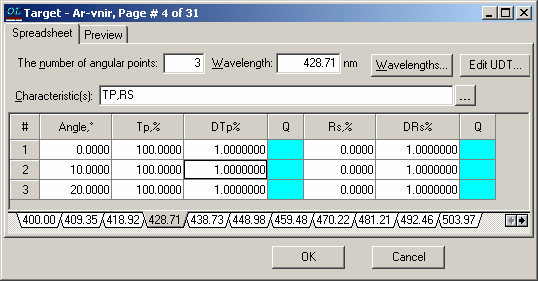 OL Target - Ar-vnir, Page # 4 of 31
Spreadsheet Preview
The number of angular points: 3 Wavelength: 428.71 nm Wavelengths... Edit UDT...
Characteristic(s): TP,RS ...
# Angle,° Tp,% DTp% Q Rs,% DRs% Q
1 0.0000 100.0000 1.0000000 0.0000 1.0000000
2 10.0000 100.0000 1.0000000 0.0000 1.0000000
3 20.0000 100.0000 1.0000000 0.0000 1.0000000
400.00 409.35 418.92 428.71 438.73 448.98 459.48 470.22 481.21 492.46 503.97
OK Cancel